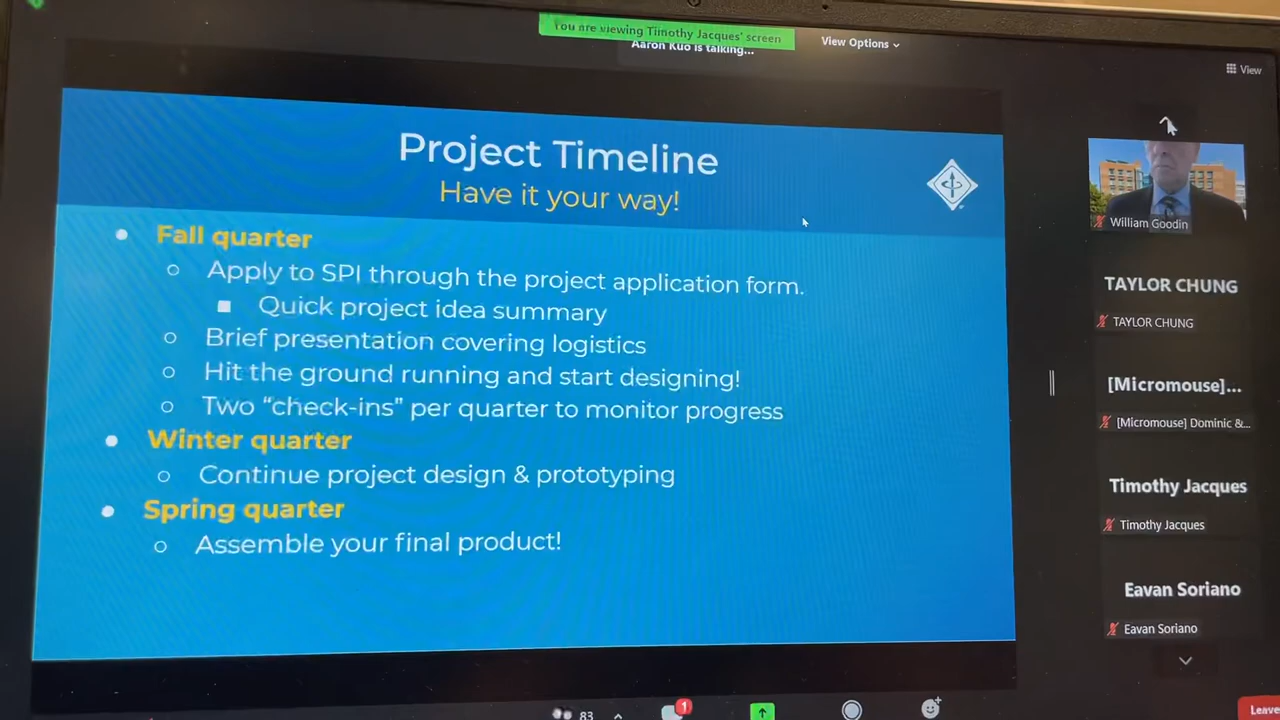 You are viewing Timothy Jacques' screen
View Options
Aaron Kuo is talking...
View
Project Timeline
Have it your way!
Fall quarter
Apply to SPI through the project application form.
Quick project idea summary
Brief presentation covering logistics
Hit the ground running and start designing!
Two “check-ins” per quarter to monitor progress
Winter quarter
Continue project design & prototyping
Spring quarter
Assemble your final product!
William Goodin
TAYLOR CHUNG
TAYLOR CHUNG
[Micromouse]...
[Micromouse] Dominic &...
Timothy Jacques
Timothy Jacques
Eavan Soriano
Eavan Soriano
83
1
Leave